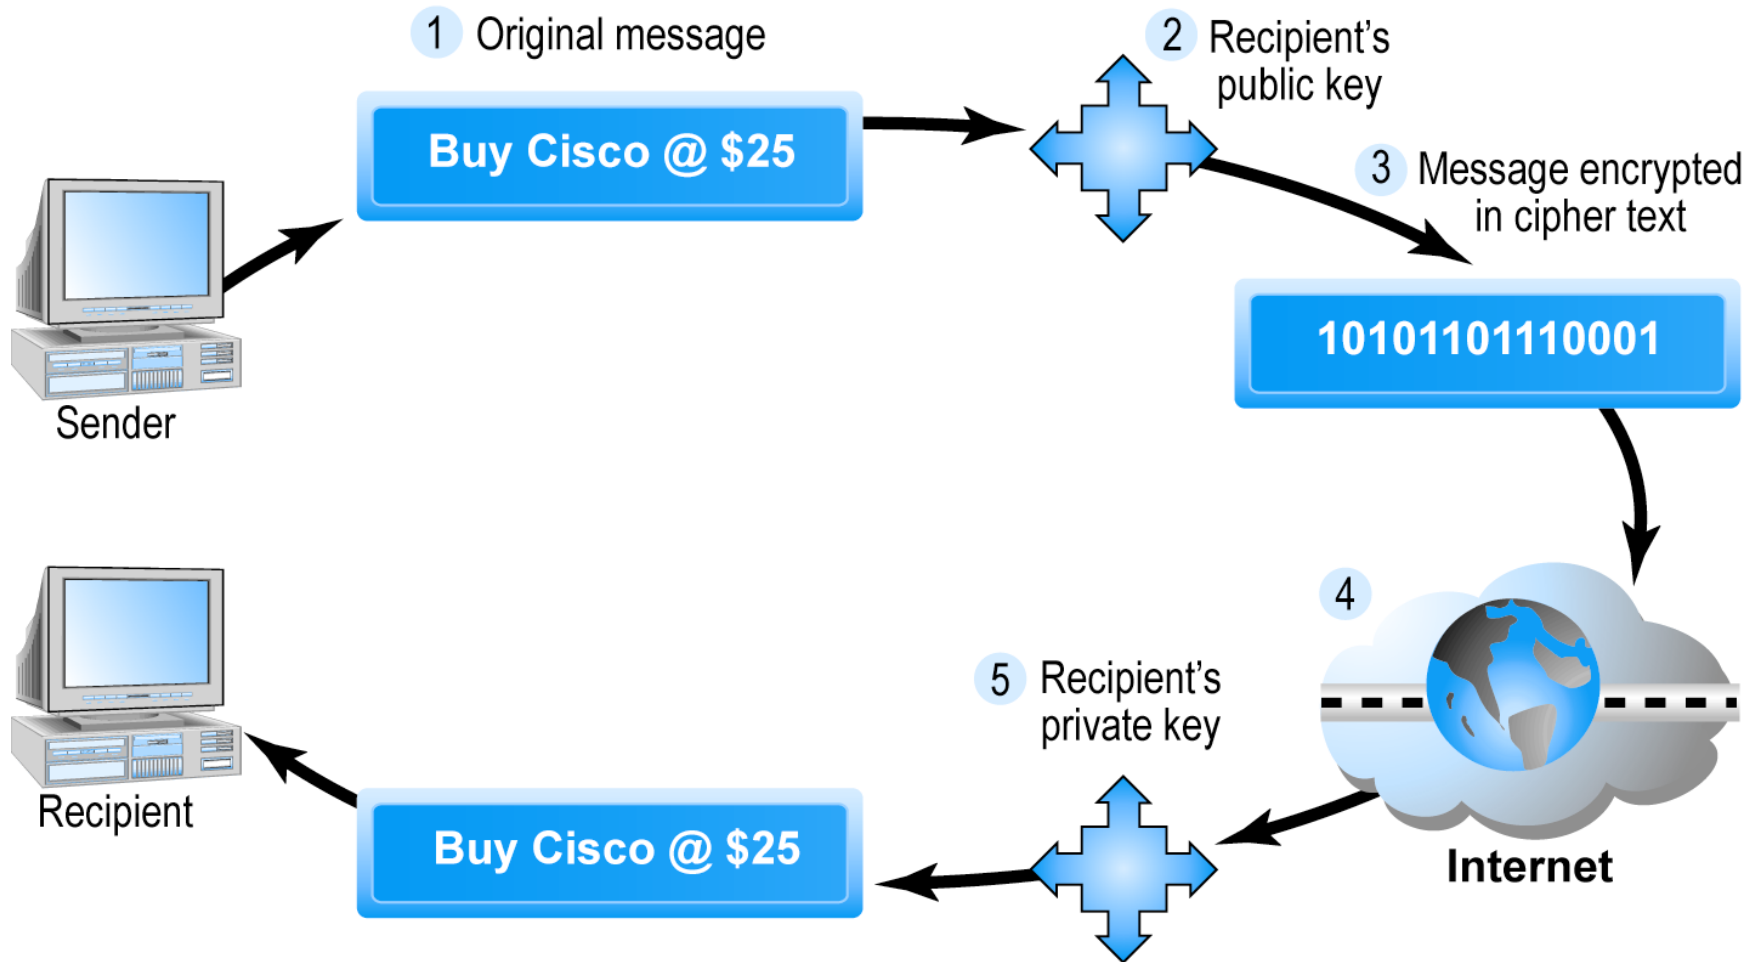 1 Original message
Buy Cisco @ $25
2 Recipient's
public key
3 Message encrypted
in cipher text
10101101110001
Sender
4
Internet
5 Recipient's
private key
Buy Cisco @ $25
Recipient